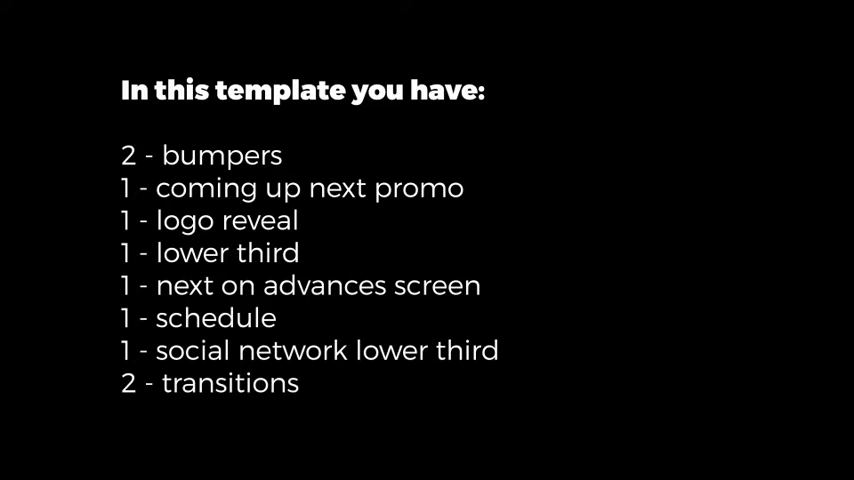 In this template you have:
2 - bumpers
1 - coming up next promo
1 - logo reveal
1 - lower third
1 - next on advances screen
1 - schedule
1 - social network lower third
2 - transitions